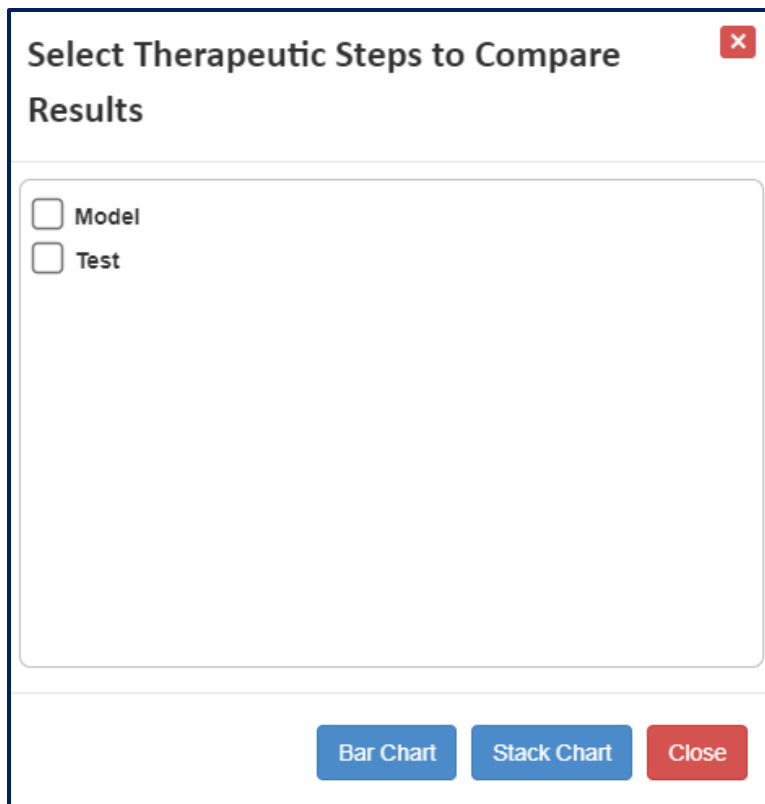 Select Therapeutic Steps to Compare
Results
Model
Test
Bar Chart
Stack Chart
Close